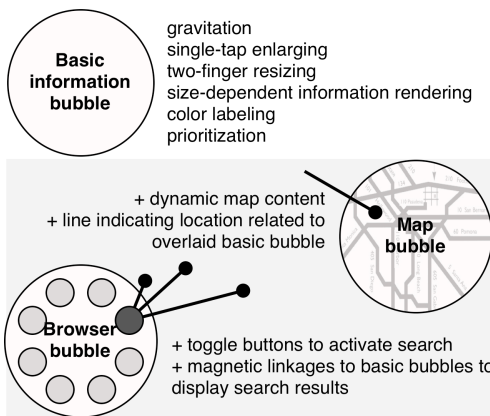 Basic
information
bubble
gravitation
single-tap enlarging
two-finger resizing
size-dependent information rendering
color labeling
prioritization
+ dynamic map content
+ line indicating location related to
overlaid basic bubble
Map
bubble
Browser
bubble
+ toggle buttons to activate search
+ magnetic linkages to basic bubbles to
display search results